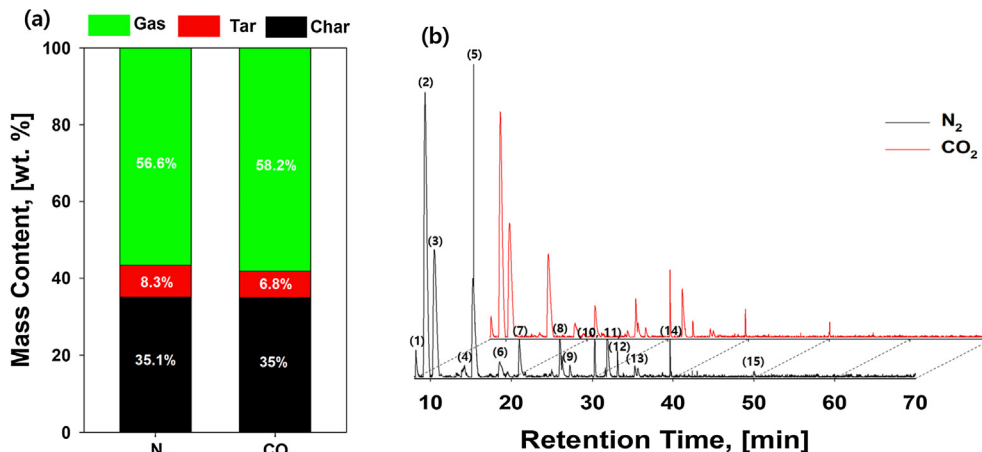 (a)
Gas Tar Char
Mass Content, [wt. %]
100
80
60
40
20
0
56.6%
58.2%
8.3%
6.8%
35.1%
35%
N
CO
(b)
N₂
CO₂
(1)
(2)
(3)
(4)
(5)
(6)
(7)
(8)
(9)
(10)
(11)
(12)
(13)
(14)
(15)
10 20 30 40 50 60 70
Retention Time, [min]